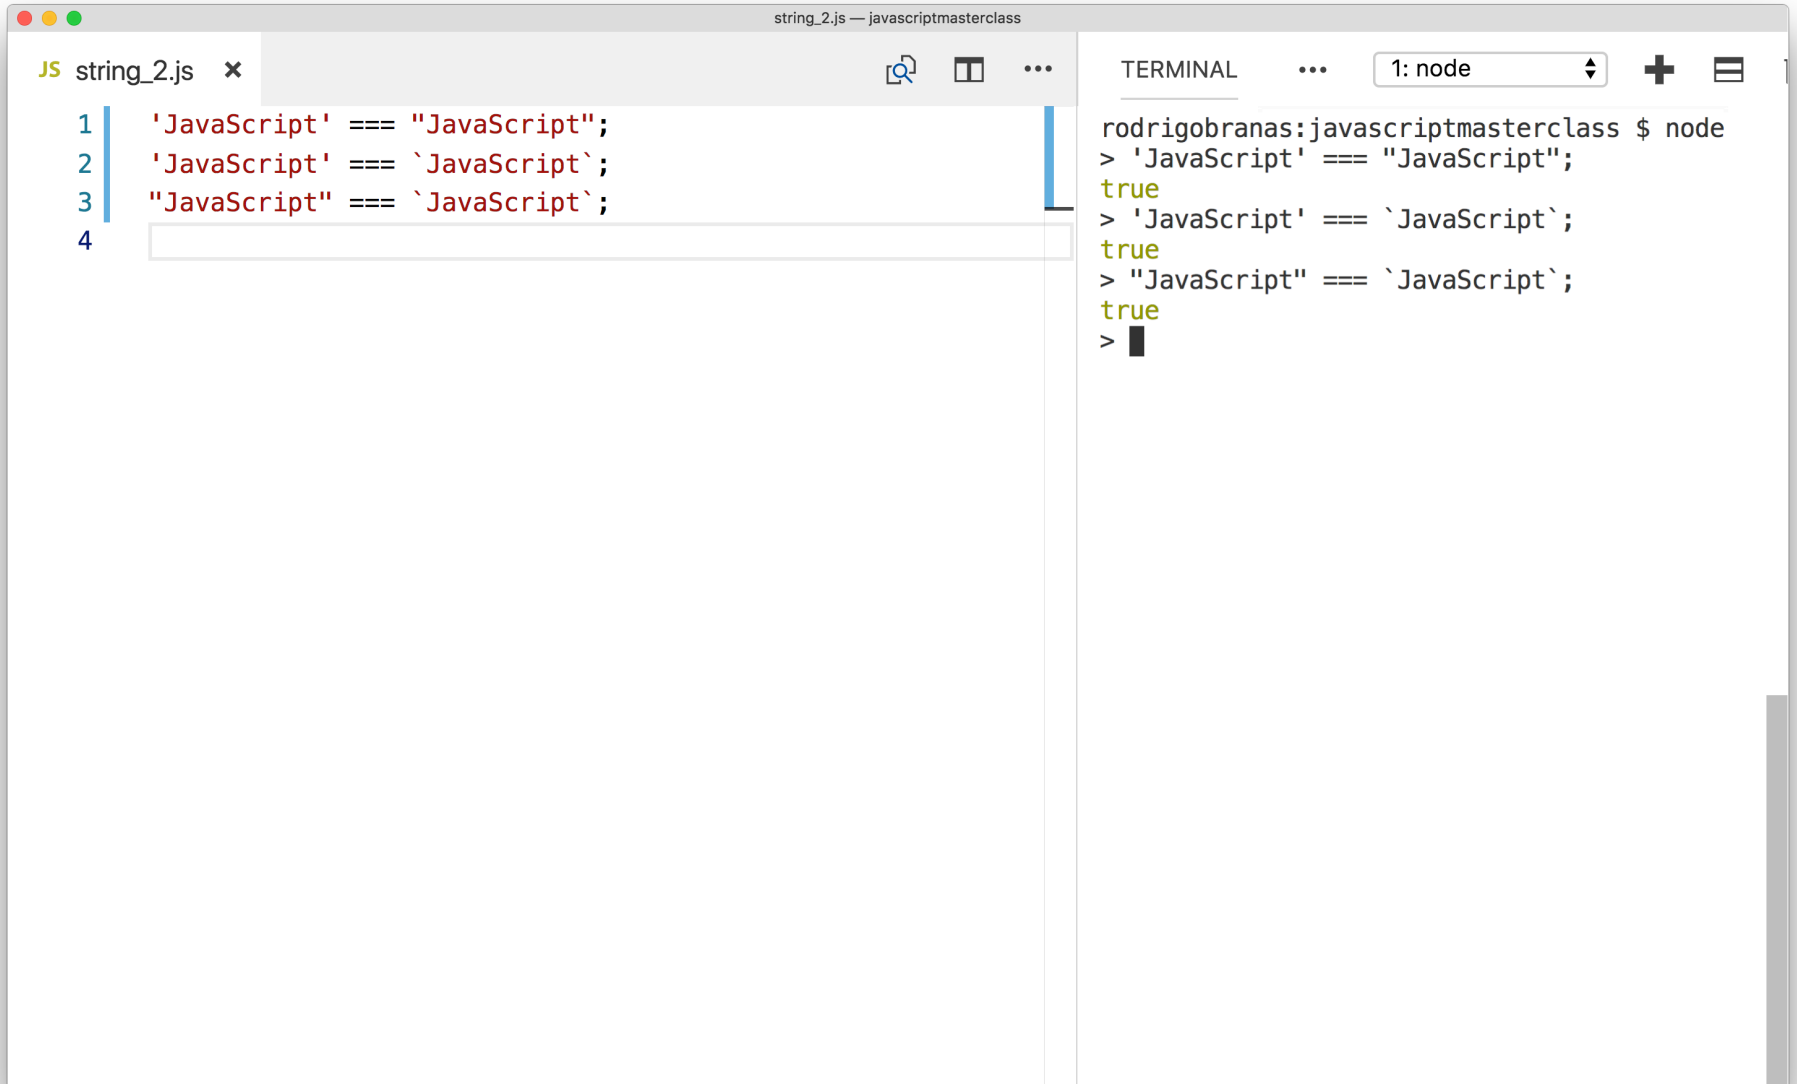 string_2.js — javascriptmasterclass
JS string_2.js
1 'JavaScript' === "JavaScript";
2 'JavaScript' === `JavaScript`;
3 "JavaScript" === `JavaScript`;
4
TERMINAL
1: node
rodrigobranas:javascriptmasterclass $ node
> 'JavaScript' === "JavaScript";
true
> 'JavaScript' === `JavaScript`;
true
> "JavaScript" === `JavaScript`;
true
>